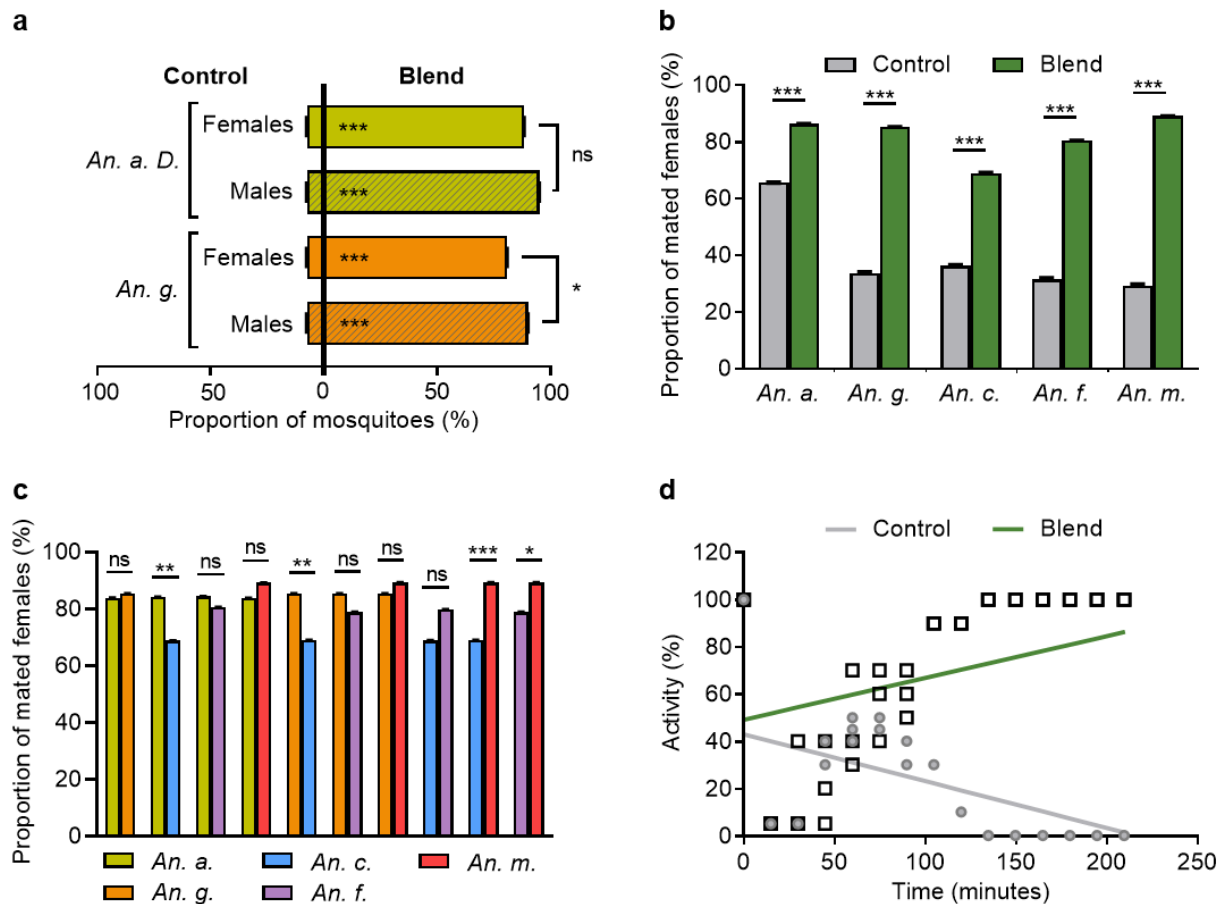 a
Control Blend
An. a. D.
Females *** ns
Males ***
An. g.
Females *** *
Males ***
100 50 0 50 100
Proportion of mosquitoes (%)
b
Control Blend
Proportion of mated females (%)
100
80
60
40
20
0
*** *** *** *** ***
An. a. An. g. An. c. An. f. An. m.
c
Proportion of mated females (%)
100
80
60
40
20
0
ns ** ns ns ** ns ns ns *** *
An. a. An. c. An. m.
An. g. An. f.
d
Control Blend
Activity (%)
120
100
80
60
40
20
0
0 50 100 150 200 250
Time (minutes)